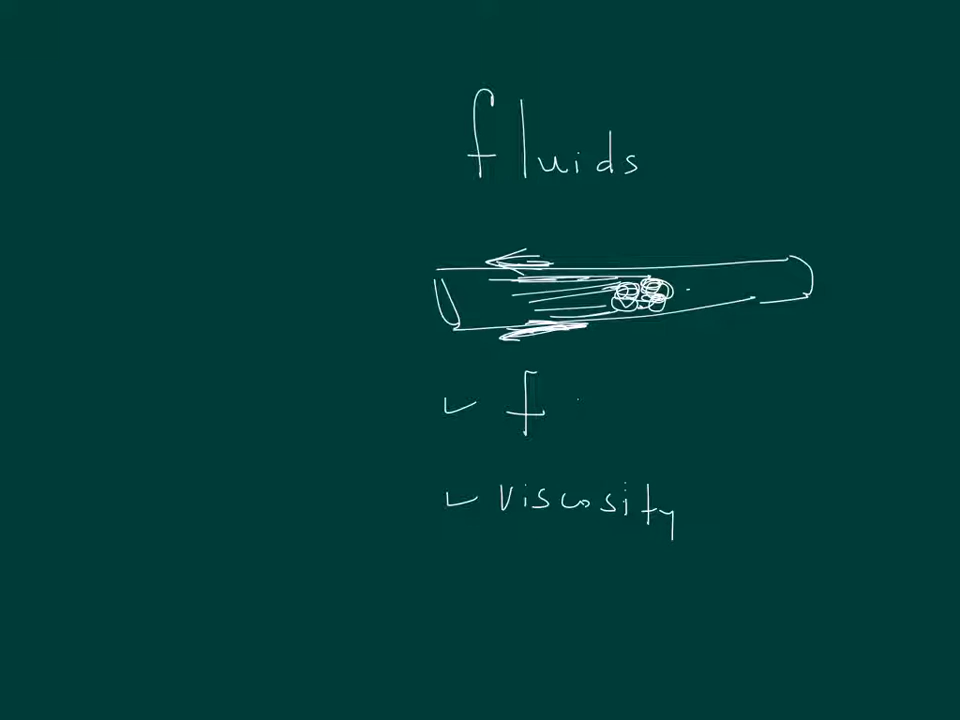 fluids
✓ f
✓ viscosity